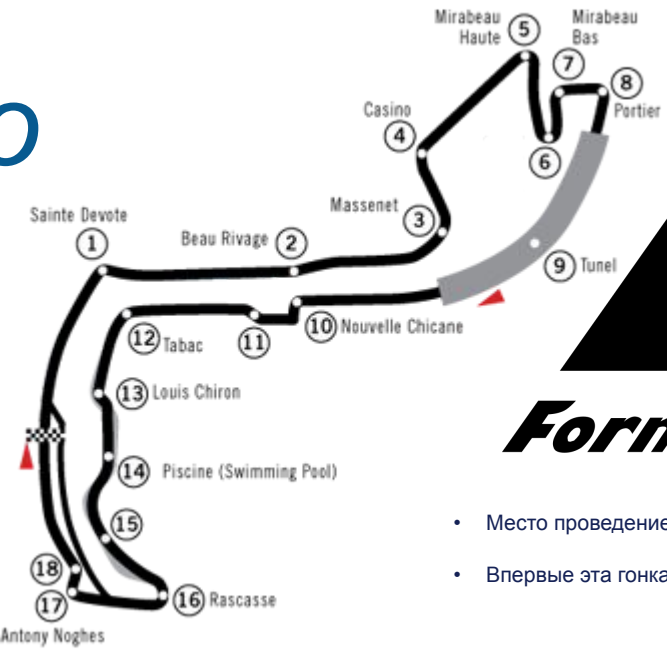 Mirabeau
Haute
5
Mirabeau
Bas
7
8
Portier
Casino
4
6
Massenet
3
Sainte Devote
1
Beau Rivage
2
9 Tunel
10 Nouvelle Chicane
12 Tabac
11
13 Louis Chiron
14 Piscine (Swimming Pool)
15
18
17
16 Rascasse
Antony Noghes
Form
• Место проведение
• Впервые эта гонка